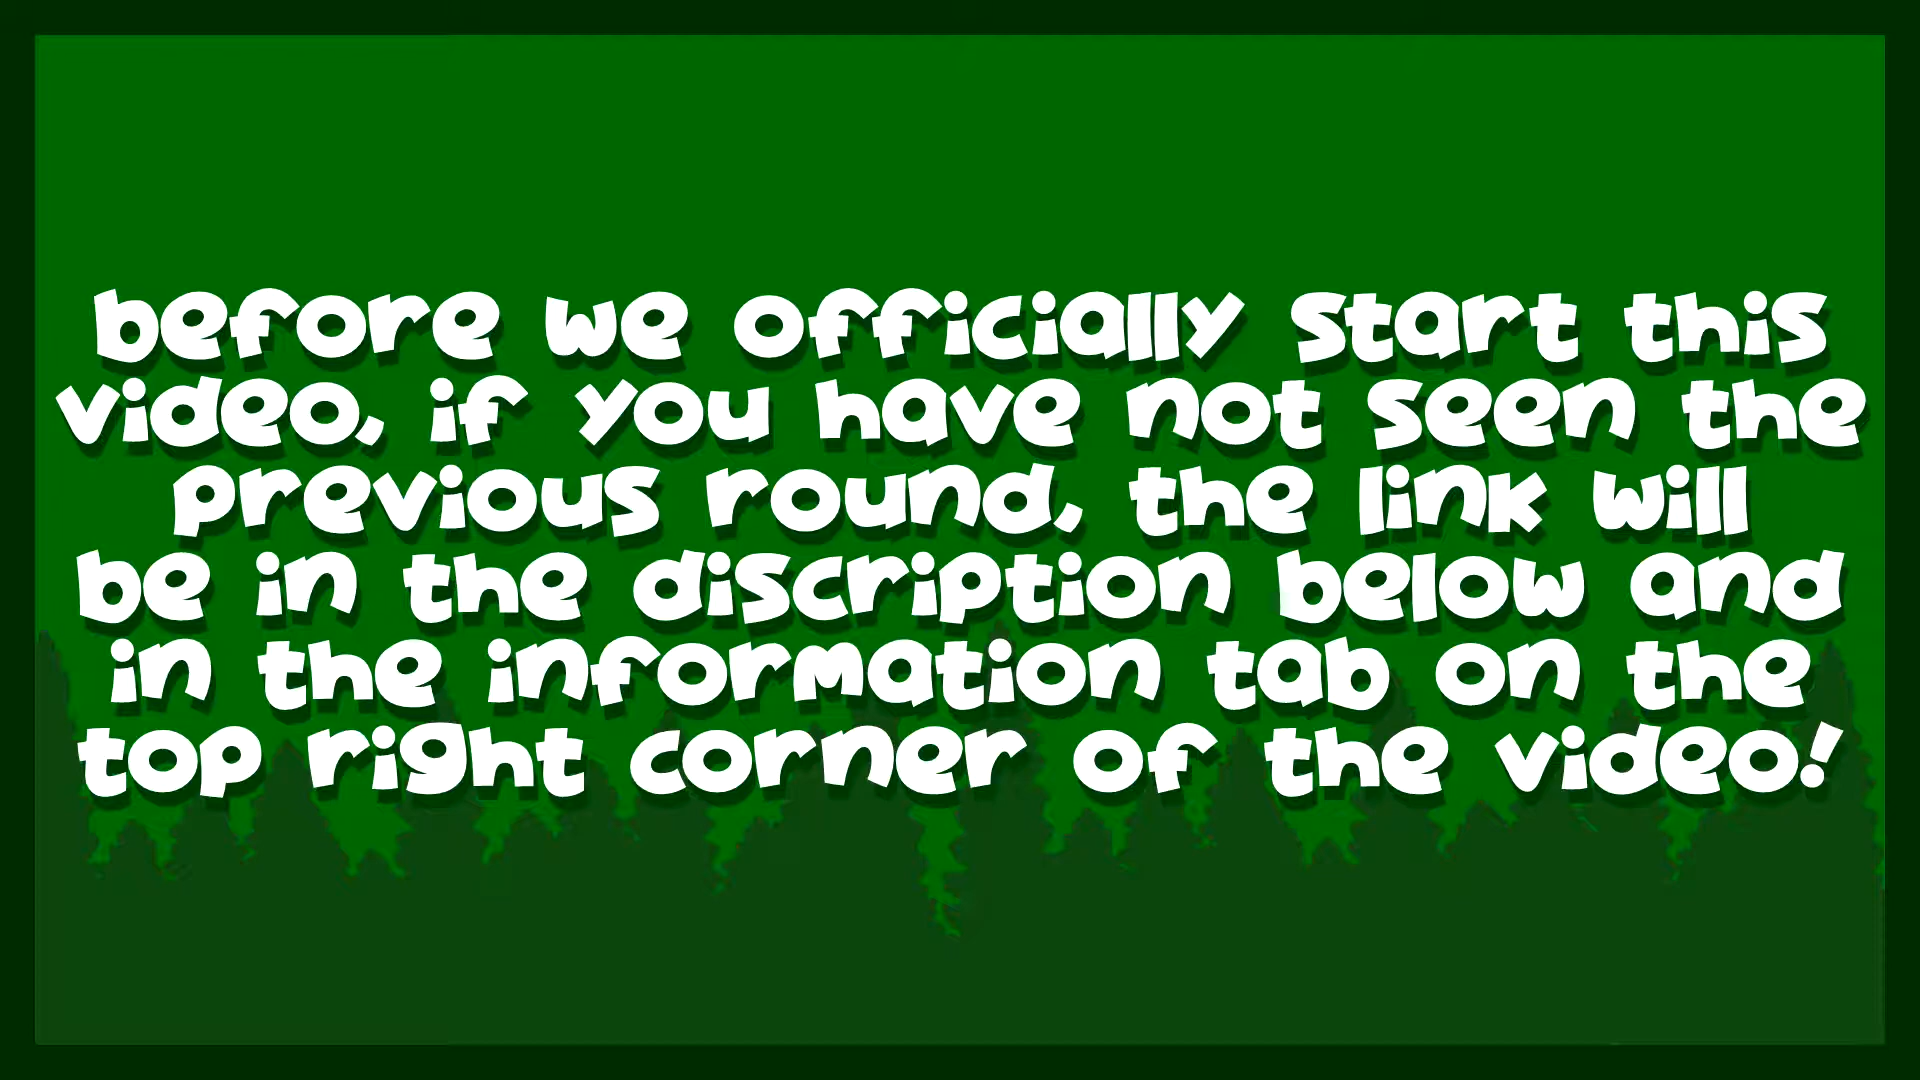 before we officially start this
video, if you have not seen the
previous round, the link will
be in the discription below and
in the information tab on the
top right corner of the video!